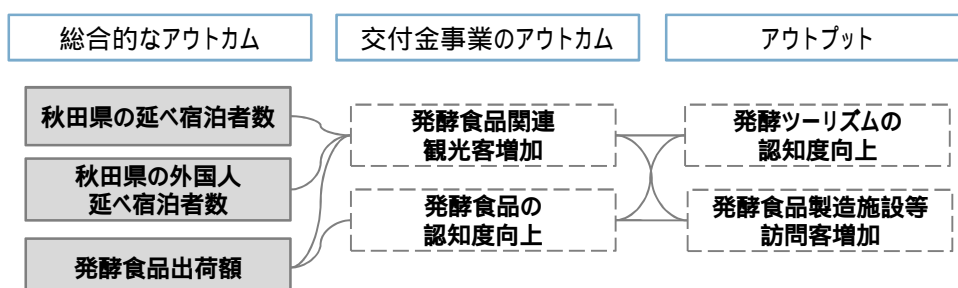 総合的なアウトカム
交付金事業のアウトカム
アウトプット
秋田県の延べ宿泊者数
秋田県の外国人
延べ宿泊者数
発酵食品出荷額
発酵食品関連
観光客増加
発酵食品の
認知度向上
発酵ツーリズムの
認知度向上
発酵食品製造施設等
訪問客増加